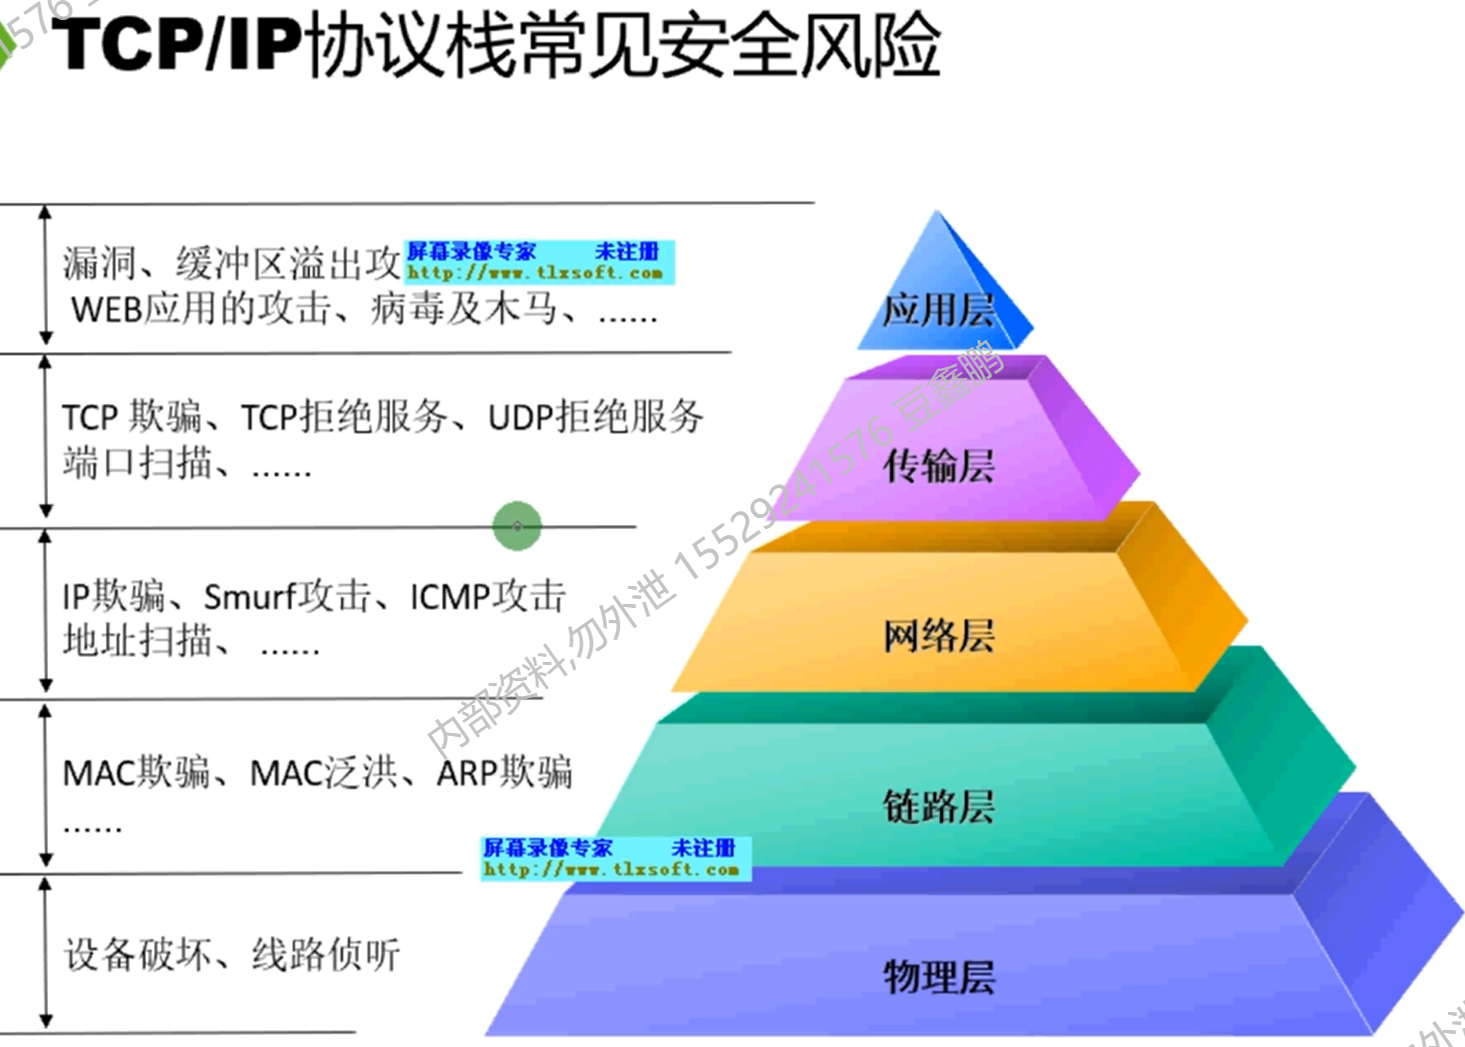 TCP/IP协议栈常见安全风险
漏洞、缓冲区溢出攻
屏幕录像专家 未注册
http://www.tlxsoft.com
WEB应用的攻击、病毒及木马、……
应用层
TCP 欺骗、TCP拒绝服务、UDP拒绝服务
端口扫描、……
传输层
IP欺骗、Smurf攻击、ICMP攻击
地址扫描、 ……
网络层
内部资料,勿外泄 15529241576 豆鑫鹏
MAC欺骗、MAC泛洪、ARP欺骗
……
链路层
屏幕录像专家 未注册
http://www.tlxsoft.com
设备破坏、线路侦听
物理层